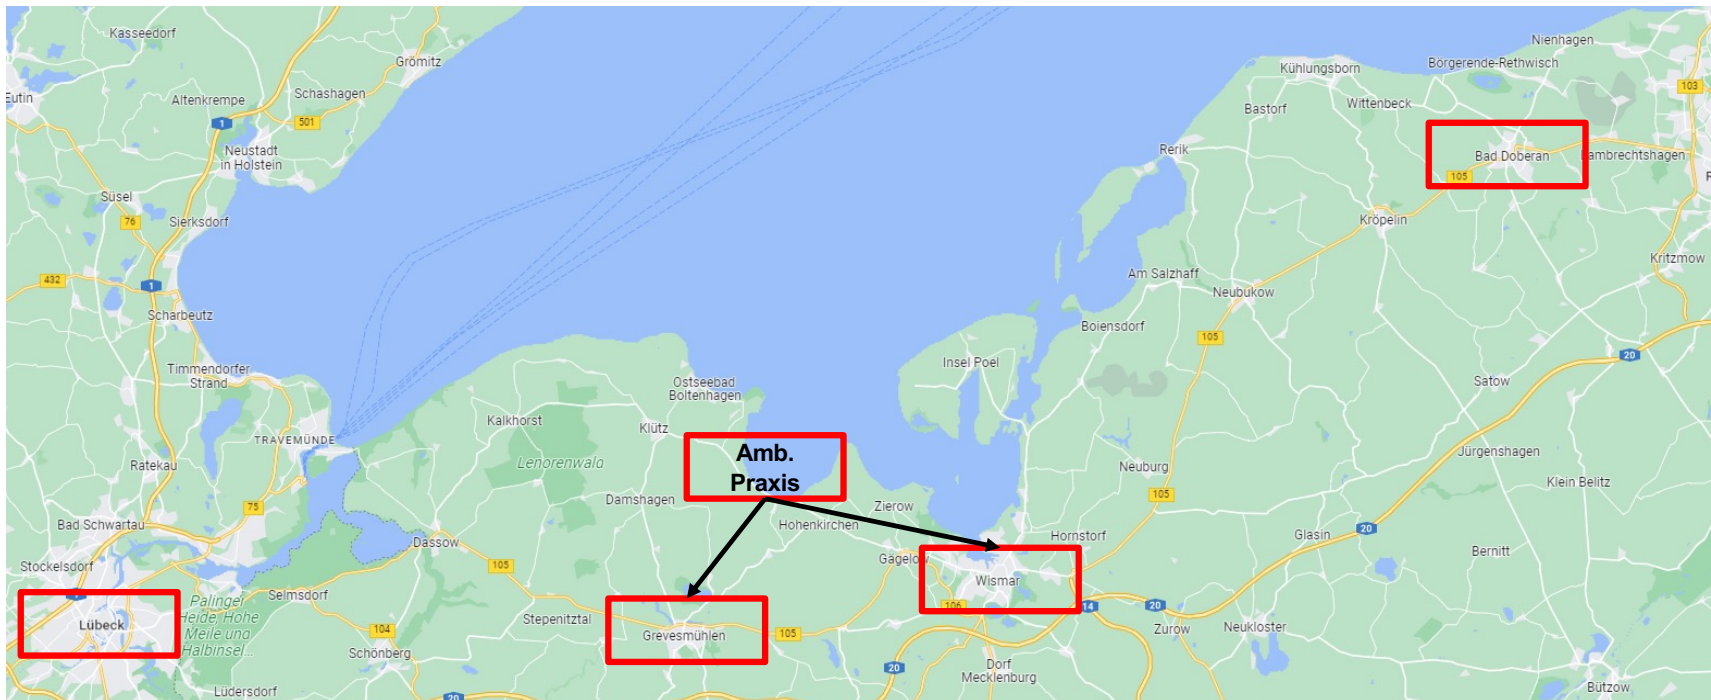 Kasseedorf
Grömitz
Nienhagen
Kühlungsborn
Börgerende-Rethwisch
103
Eutin
Altenkrempe
Schashagen
Wittenbeck
Bastorf
1
501
Neustadt
in Holstein
Rerik
Bad Doberan
Lambrechtshagen
105
Süsel
76
Sierksdorf
Kröpelin
Kritzmow
432
1
Am Salzhaff
Neubukow
Scharbeutz
Boiensdorf
105
20
Insel Poel
Timmendorfer
Strand
Ostseebad
Boltenhagen
Satow
Kalkhorst
Klütz
TRAVEMÜNDE
Amb.
Praxis
Jürgenshagen
Lenorenwald
Ratekau
Neuburg
Klein Belitz
Damshagen
105
Zierow
75
Bad Schwartau
Hohenkirchen
20
Hornstorf
Glasin
Dassow
Bernitt
Gägelow
Stockelsdorf
105
Wismar
Selmsdorf
Palinger
Heide, Hohe
Meile und
Halbinsel...
106
14
20
Lübeck
Stepenitztal
Grevesmühlen
105
104
Zurow
Neukloster
Schönberg
20
Dorf
Mecklenburg
Lüdersdorf
20
Bützow